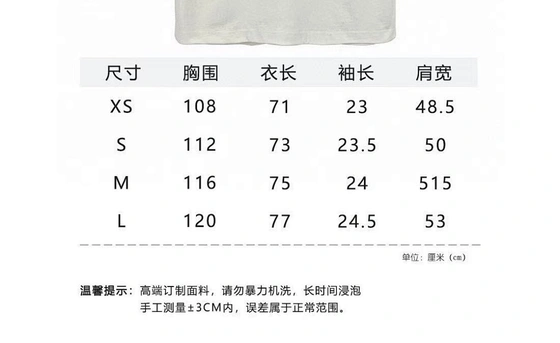 尺寸 胸围 衣长 袖长 肩宽
XS 108 71 23 48.5
S 112 73 23.5 50
M 116 75 24 515
L 120 77 24.5 53
单位：厘米（cm）
温馨提示：高端订制面料，请勿暴力机洗，长时间浸泡
手工测量±3CM内，误差属于正常范围。